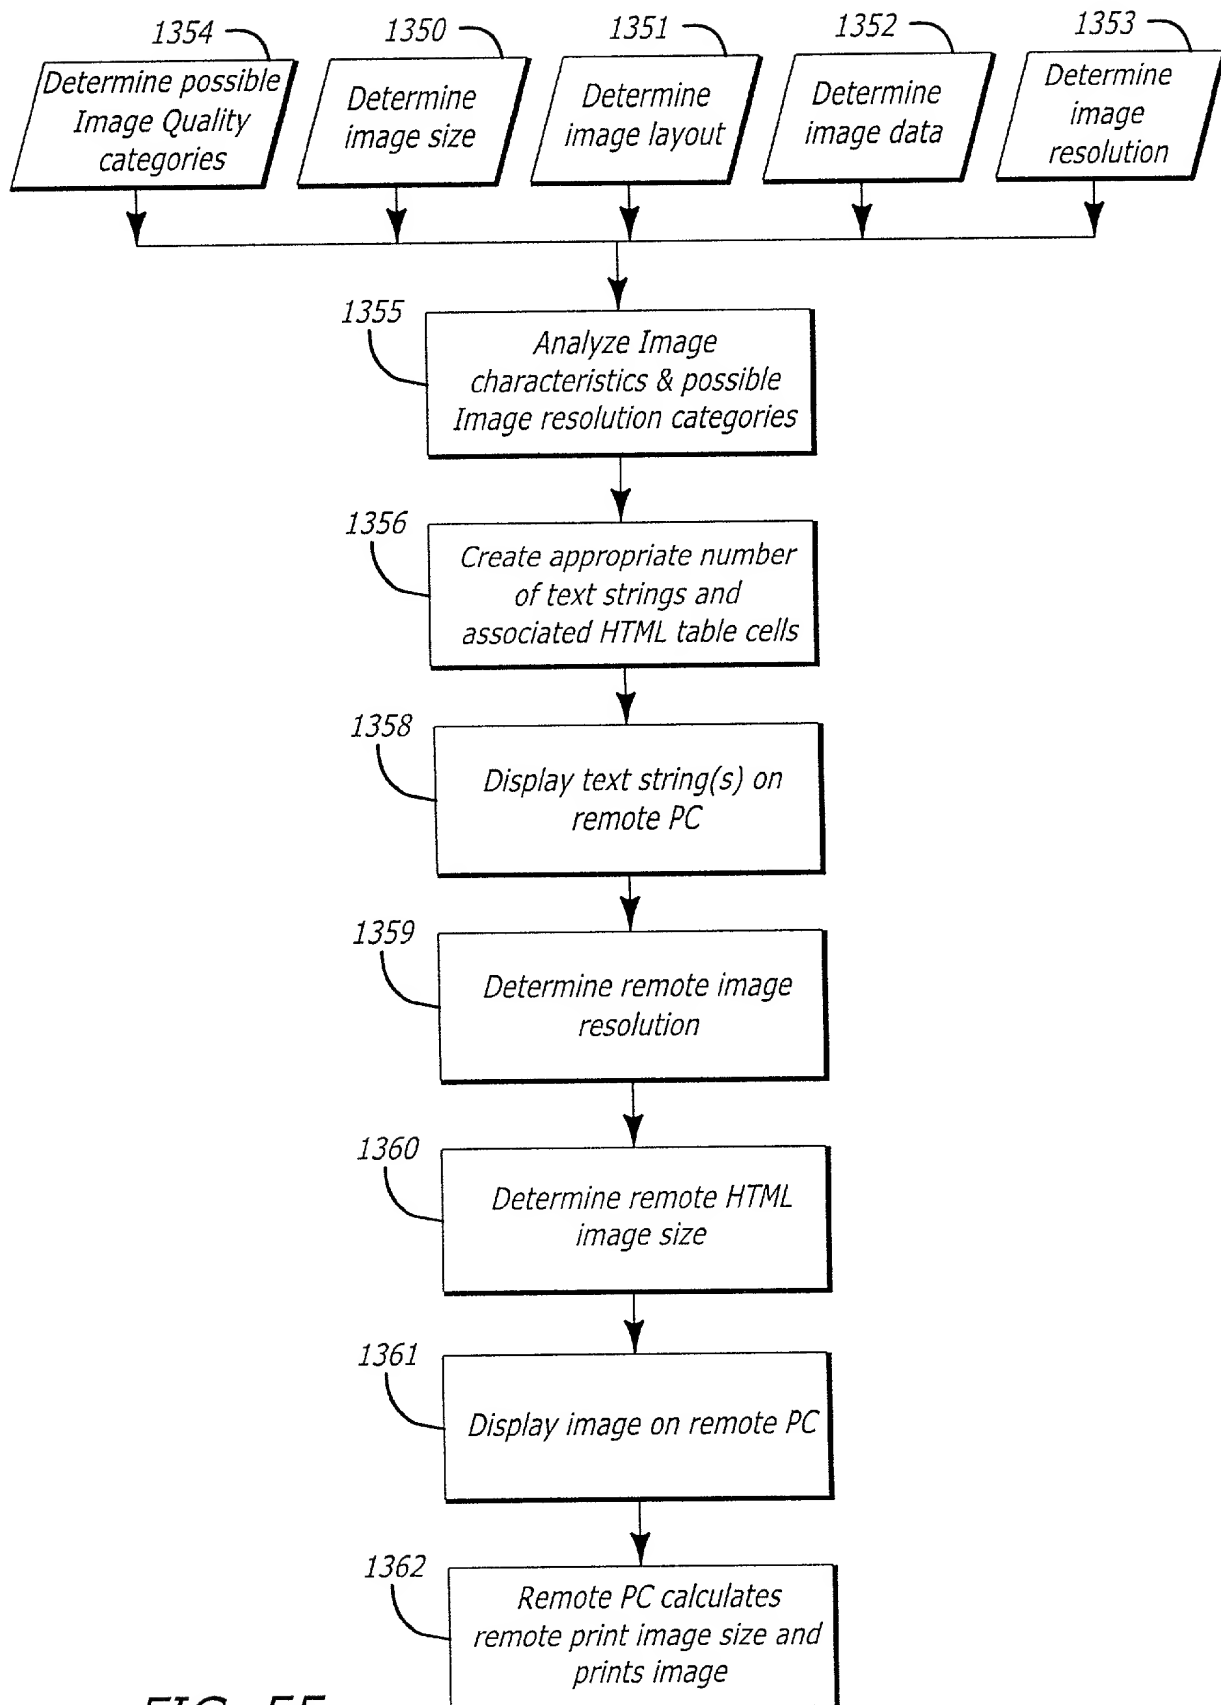 1354
1350
1351
1352
1353
Determine possible
Image Quality
categories
Determine
image size
Determine
image layout
Determine
image data
Determine
image
resolution
1355
Analyze Image
characteristics & possible
Image resolution categories
1356
Create appropriate number
of text strings and
associated HTML table cells
1358
Display text string(s) on
remote PC
1359
Determine remote image
resolution
1360
Determine remote HTML
image size
1361
Display image on remote PC
1362
Remote PC calculates
remote print image size and
prints image
FIG. 55